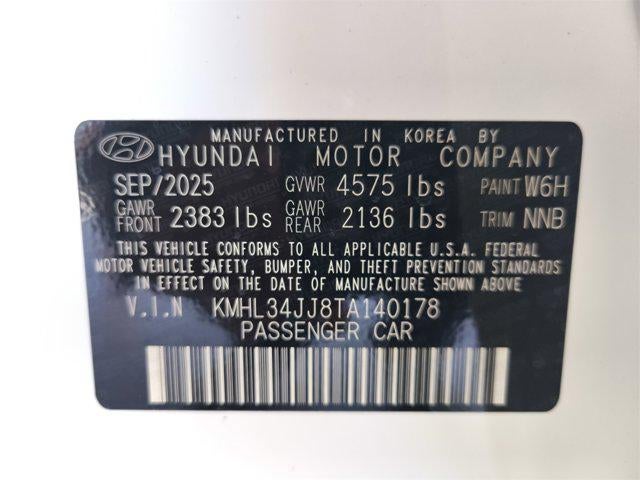 MANUFACTURED IN KOREA BY
HYUNDAI MOTOR COMPANY
SEP/2025 GVWR 4575 lbs PAINT W6H
GAWR FRONT 2383 lbs GAWR REAR 2136 lbs TRIM NNB
THIS VEHICLE CONFORMS TO ALL APPLICABLE U.S.A. FEDERAL
MOTOR VEHICLE SAFETY, BUMPER, AND THEFT PREVENTION STANDARDS
IN EFFECT ON THE DATE OF MANUFACTURE SHOWN ABOVE
V.I.N KMHL34JJ8TA140178
PASSENGER CAR